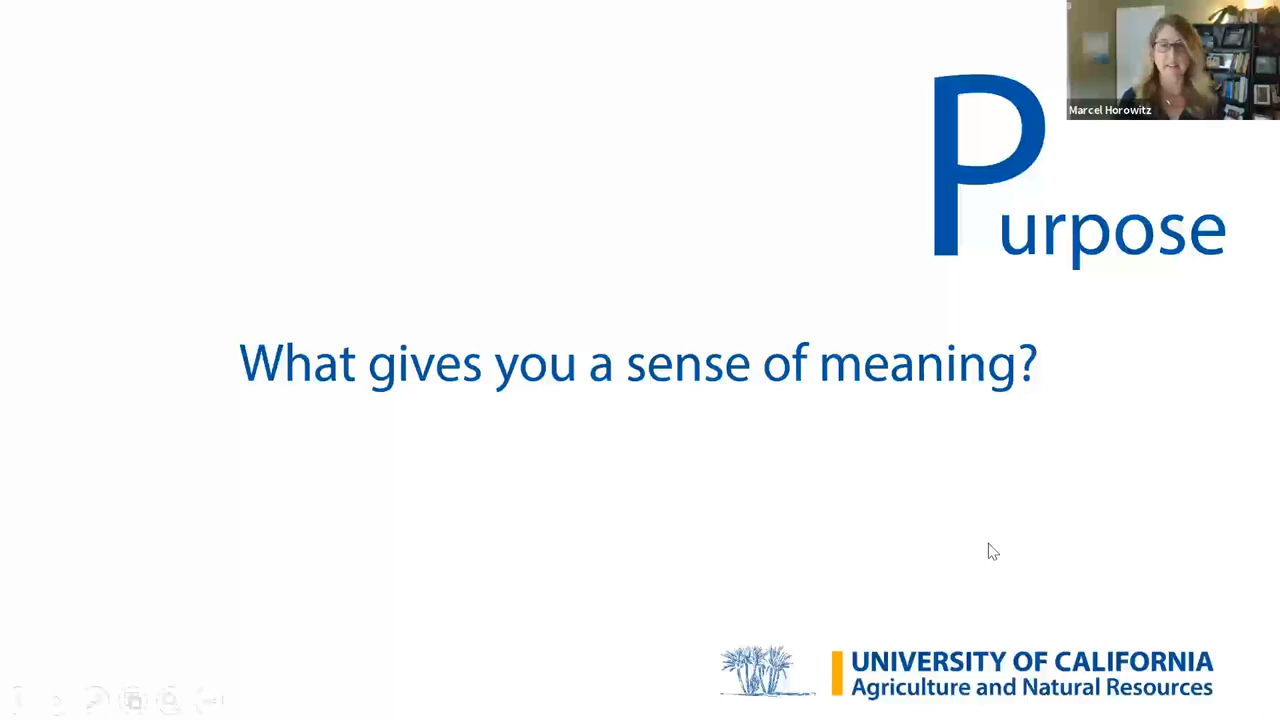 Marcel Horowitz
Purpose
What gives you a sense of meaning?
UNIVERSITY OF CALIFORNIA
Agriculture and Natural Resources